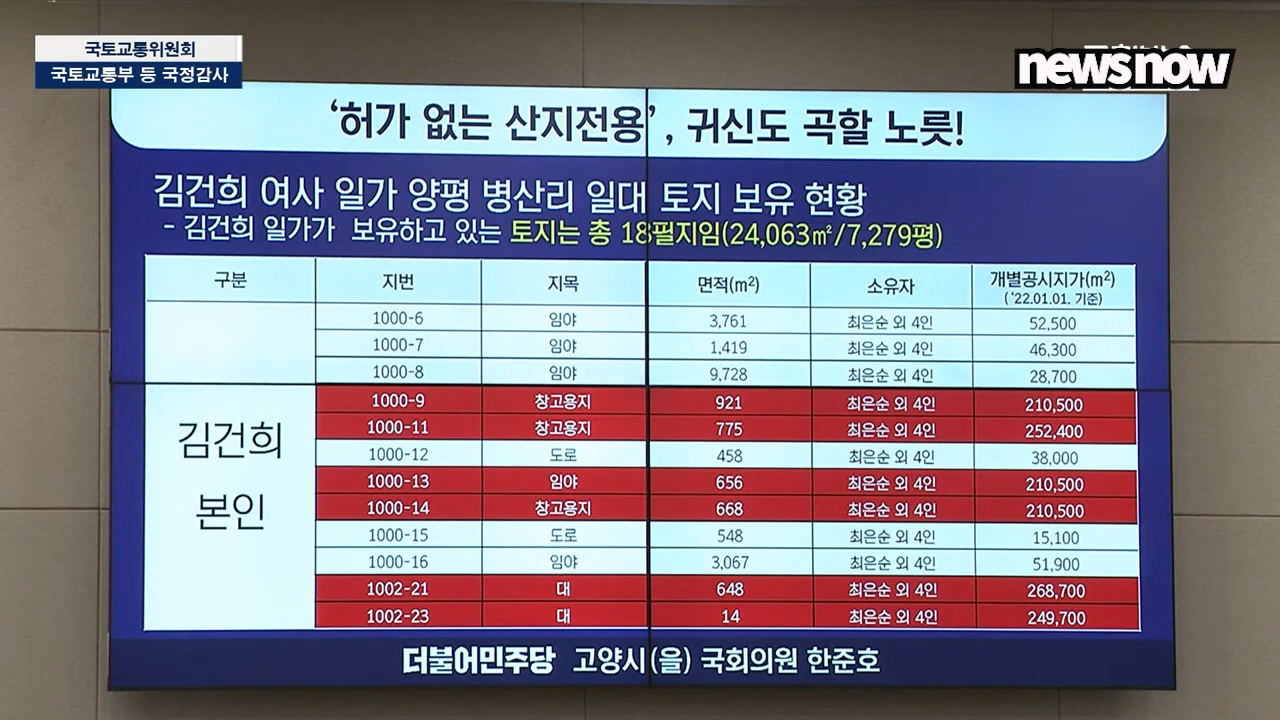 국토교통위원회
국토교통부 등 국정감사
newsnow
‘허가 없는 산지전용’, 귀신도 곡할 노릇!
김건희 여사 일가 양평 병산리 일대 토지 보유 현황
- 김건희 일가가 보유하고 있는 토지는 총 18필지임(24,063㎡/7,279평)
구분 지번 지목 면적(m²) 소유자 개별공시지가(m²)
(‘22.01.01. 기준)
1000-6 임야 3,761 최은순 외 4인 52,500
1000-7 임야 1,419 최은순 외 4인 46,300
1000-8 임야 9,728 최은순 외 4인 28,700
김건희
본인
1000-9 창고용지 921 최은순 외 4인 210,500
1000-11 창고용지 775 최은순 외 4인 252,400
1000-12 도로 458 최은순 외 4인 38,000
1000-13 임야 656 최은순 외 4인 210,500
1000-14 창고용지 668 최은순 외 4인 210,500
1000-15 도로 548 최은순 외 4인 15,100
1000-16 임야 3,067 최은순 외 4인 51,900
1002-21 대 648 최은순 외 4인 268,700
1002-23 대 14 최은순 외 4인 249,700
더불어민주당 고양시(을) 국회의원 한준호